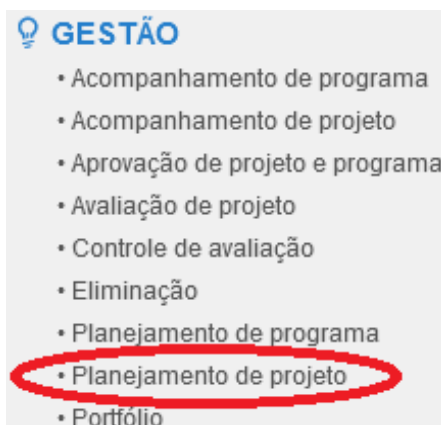 GESTÃO
• Acompanhamento de programa
• Acompanhamento de projeto
• Aprovação de projeto e programa
• Avaliação de projeto
• Controle de avaliação
• Eliminação
• Planejamento de programa
• Planejamento de projeto
• Portfólio